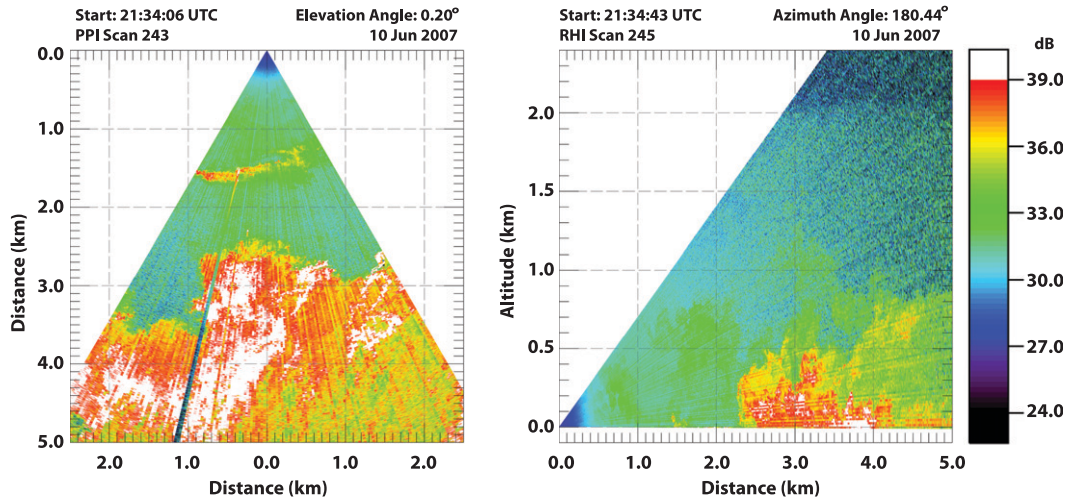 Start: 21:34:06 UTC Elevation Angle: 0.20°
PPI Scan 243 10 Jun 2007
0.0
1.0
2.0
3.0
4.0
5.0
Distance (km)
2.0 1.0 0.0 1.0 2.0
Distance (km)
Start: 21:34:43 UTC Azimuth Angle: 180.44°
RHI Scan 245 10 Jun 2007
2.0
1.5
1.0
0.5
0.0
Altitude (km)
0.0 1.0 2.0 3.0 4.0 5.0
Distance (km)
dB
39.0
36.0
33.0
30.0
27.0
24.0